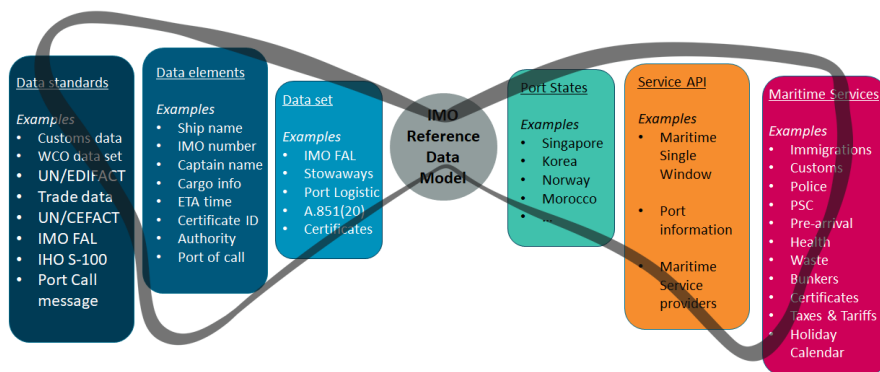 Data standards
Examples
• Customs data
• WCO data set
• UN/EDIFACT
• Trade data
• UN/CEFACT
• IMO FAL
• IHO S-100
• Port Call
message
Data elements
Examples
• Ship name
• IMO number
• Captain name
• Cargo info
• ETA time
• Certificate ID
• Authority
• Port of call
Data set
Examples
• IMO FAL
• Stowaways
• Port Logistic
• A.851(20)
• Certificates
IMO
Reference
Data
Model
Port States
Examples
• Singapore
• Korea
• Norway
• Morocco
• ...
Service API
Examples
• Maritime
Single
Window
• Port
information
• Maritime
Service
providers
Maritime Services
Examples
• Immigrations
• Customs
• Police
• PSC
• Pre-arrival
• Health
• Waste
• Bunkers
• Certificates
• Taxes & Tariffs
• Holiday
Calendar